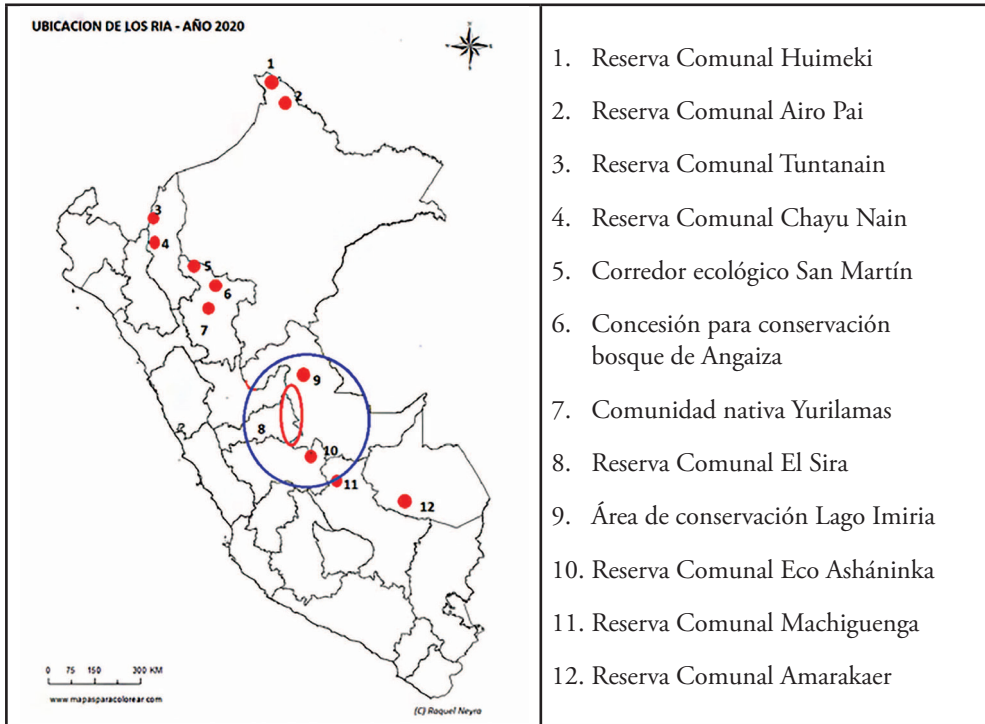 UBICACION DE LOS RIA - AÑO 2020
1
2
3
4
5
6
7
9
8
10
11
12
0 75 150 300 KM
www.mapasparacolorear.com
(C) Raquel Neyra
1. Reserva Comunal Huimeki
2. Reserva Comunal Airo Pai
3. Reserva Comunal Tuntanain
4. Reserva Comunal Chayu Nain
5. Corredor ecológico San Martín
6. Concesión para conservación
bosque de Angaiza
7. Comunidad nativa Yurilamas
8. Reserva Comunal El Sira
9. Área de conservación Lago Imiria
10. Reserva Comunal Eco Asháninka
11. Reserva Comunal Machiguenga
12. Reserva Comunal Amarakaer